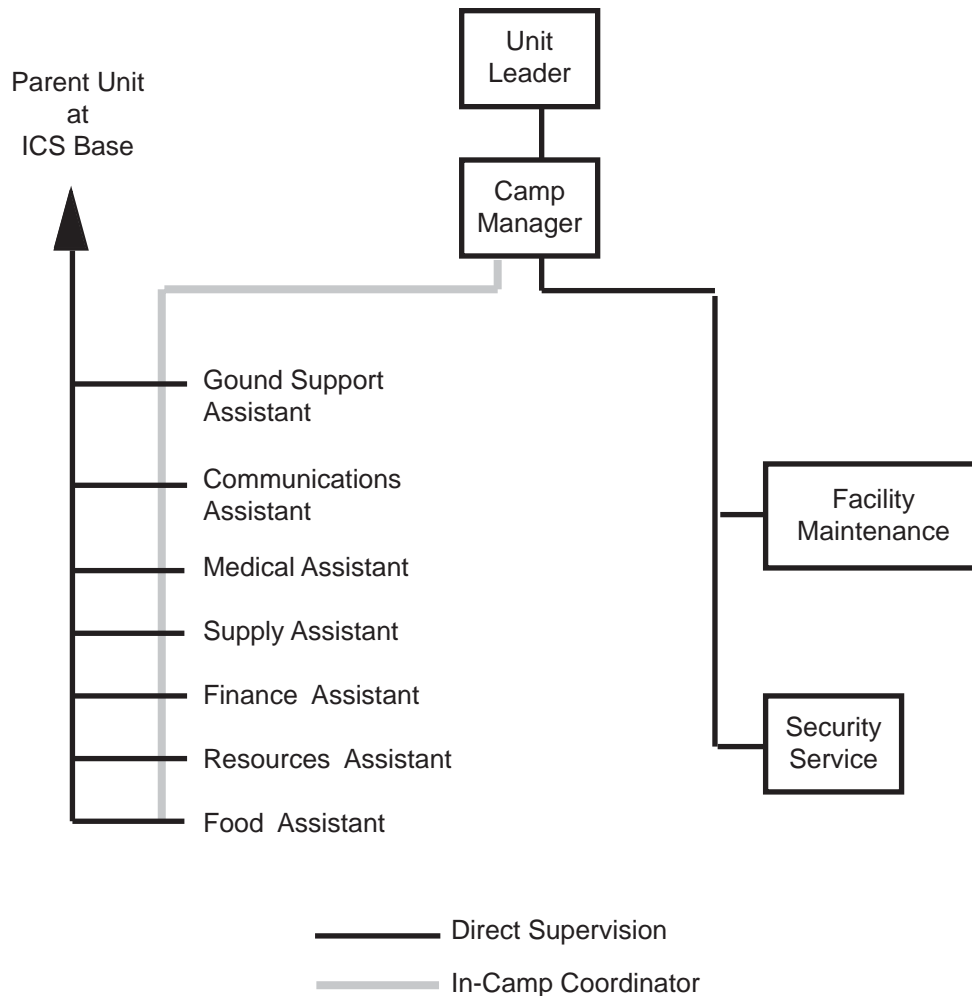 Unit
Leader
Parent Unit
at
ICS Base
Camp
Manager
Gound Support
Assistant
Communications
Assistant
Medical Assistant
Supply Assistant
Finance Assistant
Resources Assistant
Food Assistant
Facility
Maintenance
Security
Service
Direct Supervision
In-Camp Coordinator